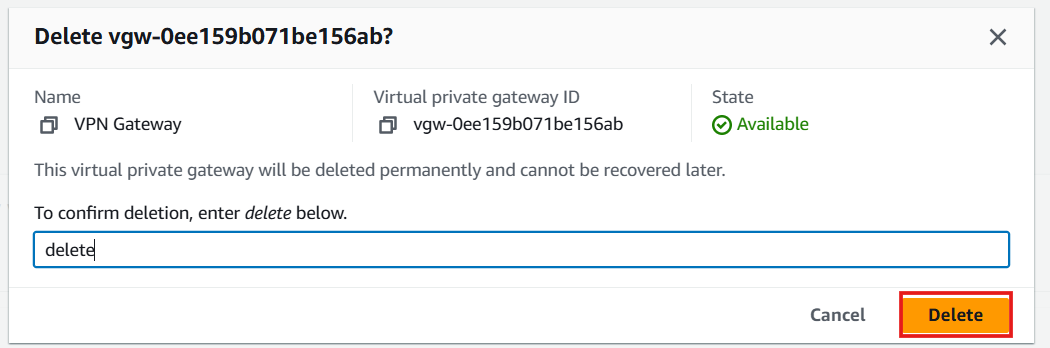 Delete vgw-0ee159b071be156ab?
Name
VPN Gateway
Virtual private gateway ID
vgw-0ee159b071be156ab
State
Available
This virtual private gateway will be deleted permanently and cannot be recovered later.
To confirm deletion, enter delete below.
delete
Cancel
Delete